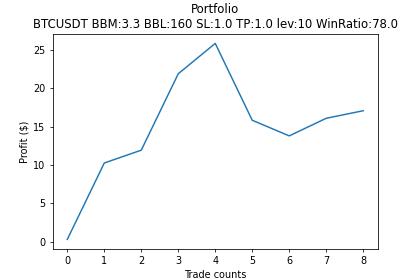 Portfolio
BTCUSDT BBM:3.3 BBL:160 SL:1.0 TP:1.0 lev:10 WinRatio:78.0
25
20
15
10
5
0
Profit ($)
0 1 2 3 4 5 6 7 8
Trade counts